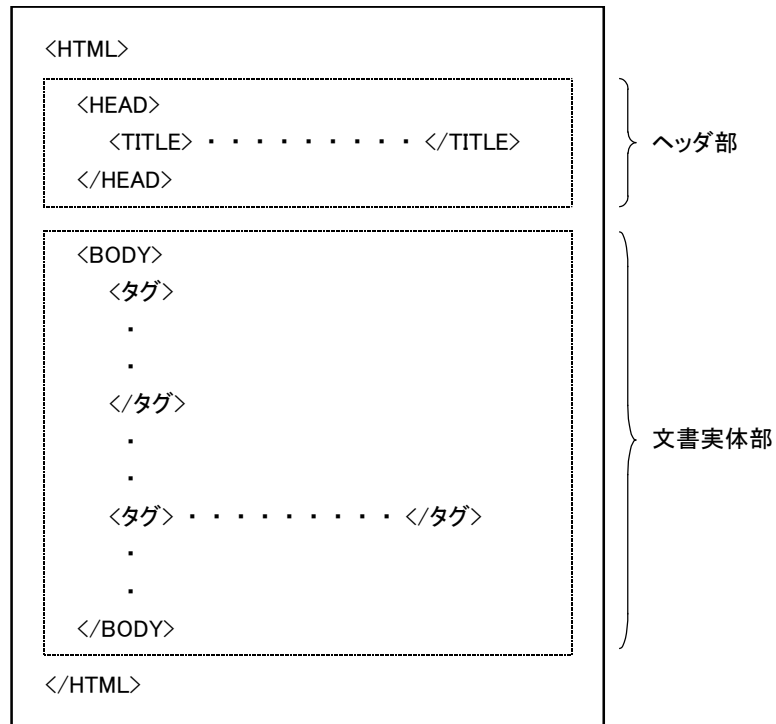 <HTML>
<HEAD>
<TITLE> ・・・・・・・・・ </TITLE>
</HEAD>
ヘッダ部
<BODY>
<タグ>
・
・
</タグ>
・
・
文書実体部
<タグ> ・・・・・・・・・ </タグ>
・
・
</BODY>
</HTML>